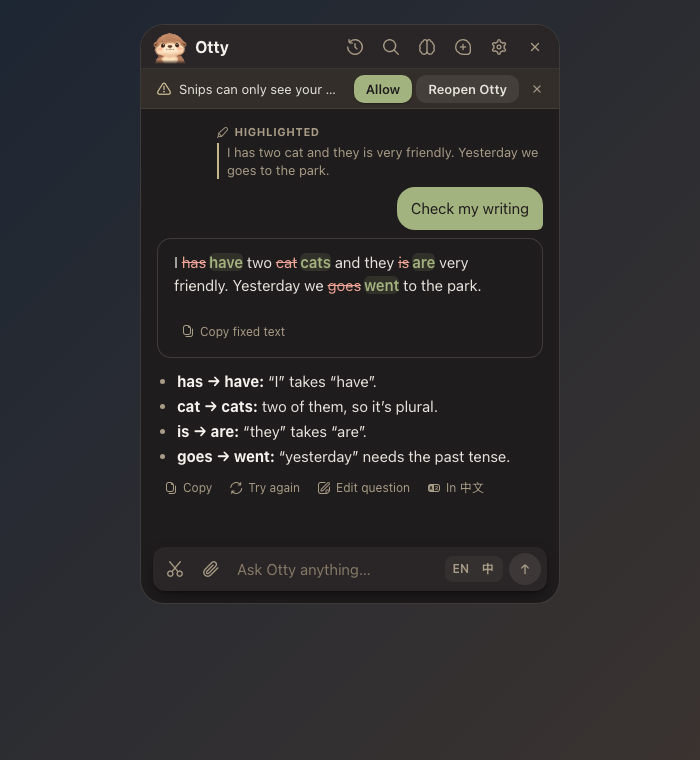 Otty
Snips can only see your ...
Allow
Reopen Otty
HIGHLIGHTED
I has two cat and they is very friendly. Yesterday we
goes to the park.
Check my writing
I has have two cat cats and they is are very
friendly. Yesterday we goes went to the park.
Copy fixed text
has → have: “I” takes “have”.
cat → cats: two of them, so it’s plural.
is → are: “they” takes “are”.
goes → went: “yesterday” needs the past tense.
Copy
Try again
Edit question
In 中文
Ask Otty anything...
EN 中